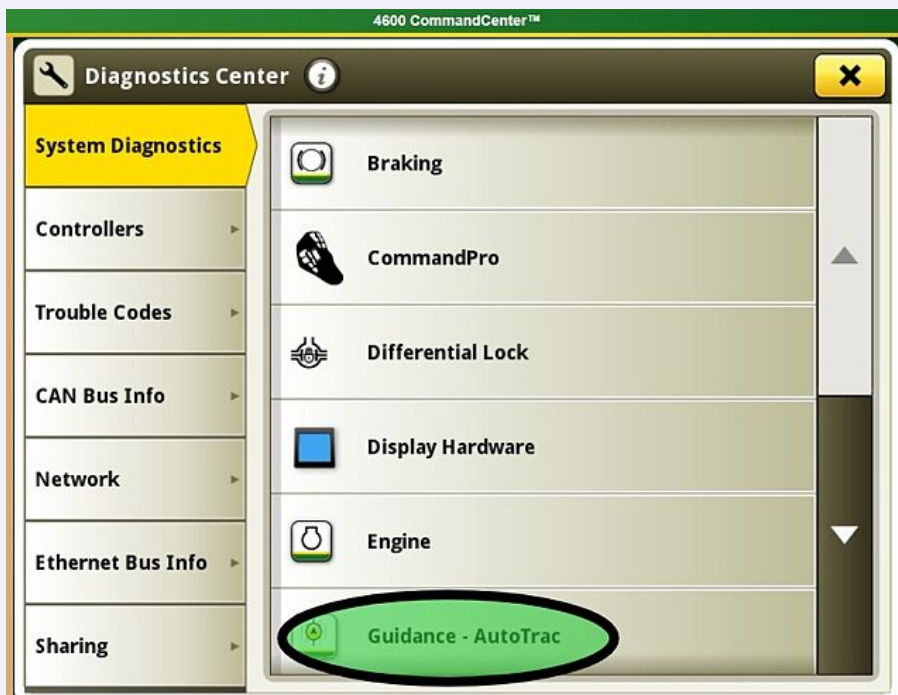 4600 CommandCenter™
Diagnostics Center i
System Diagnostics
Controllers
Trouble Codes
CAN Bus Info
Network
Ethernet Bus Info
Sharing
Braking
CommandPro
Differential Lock
Display Hardware
Engine
Guidance - AutoTrac